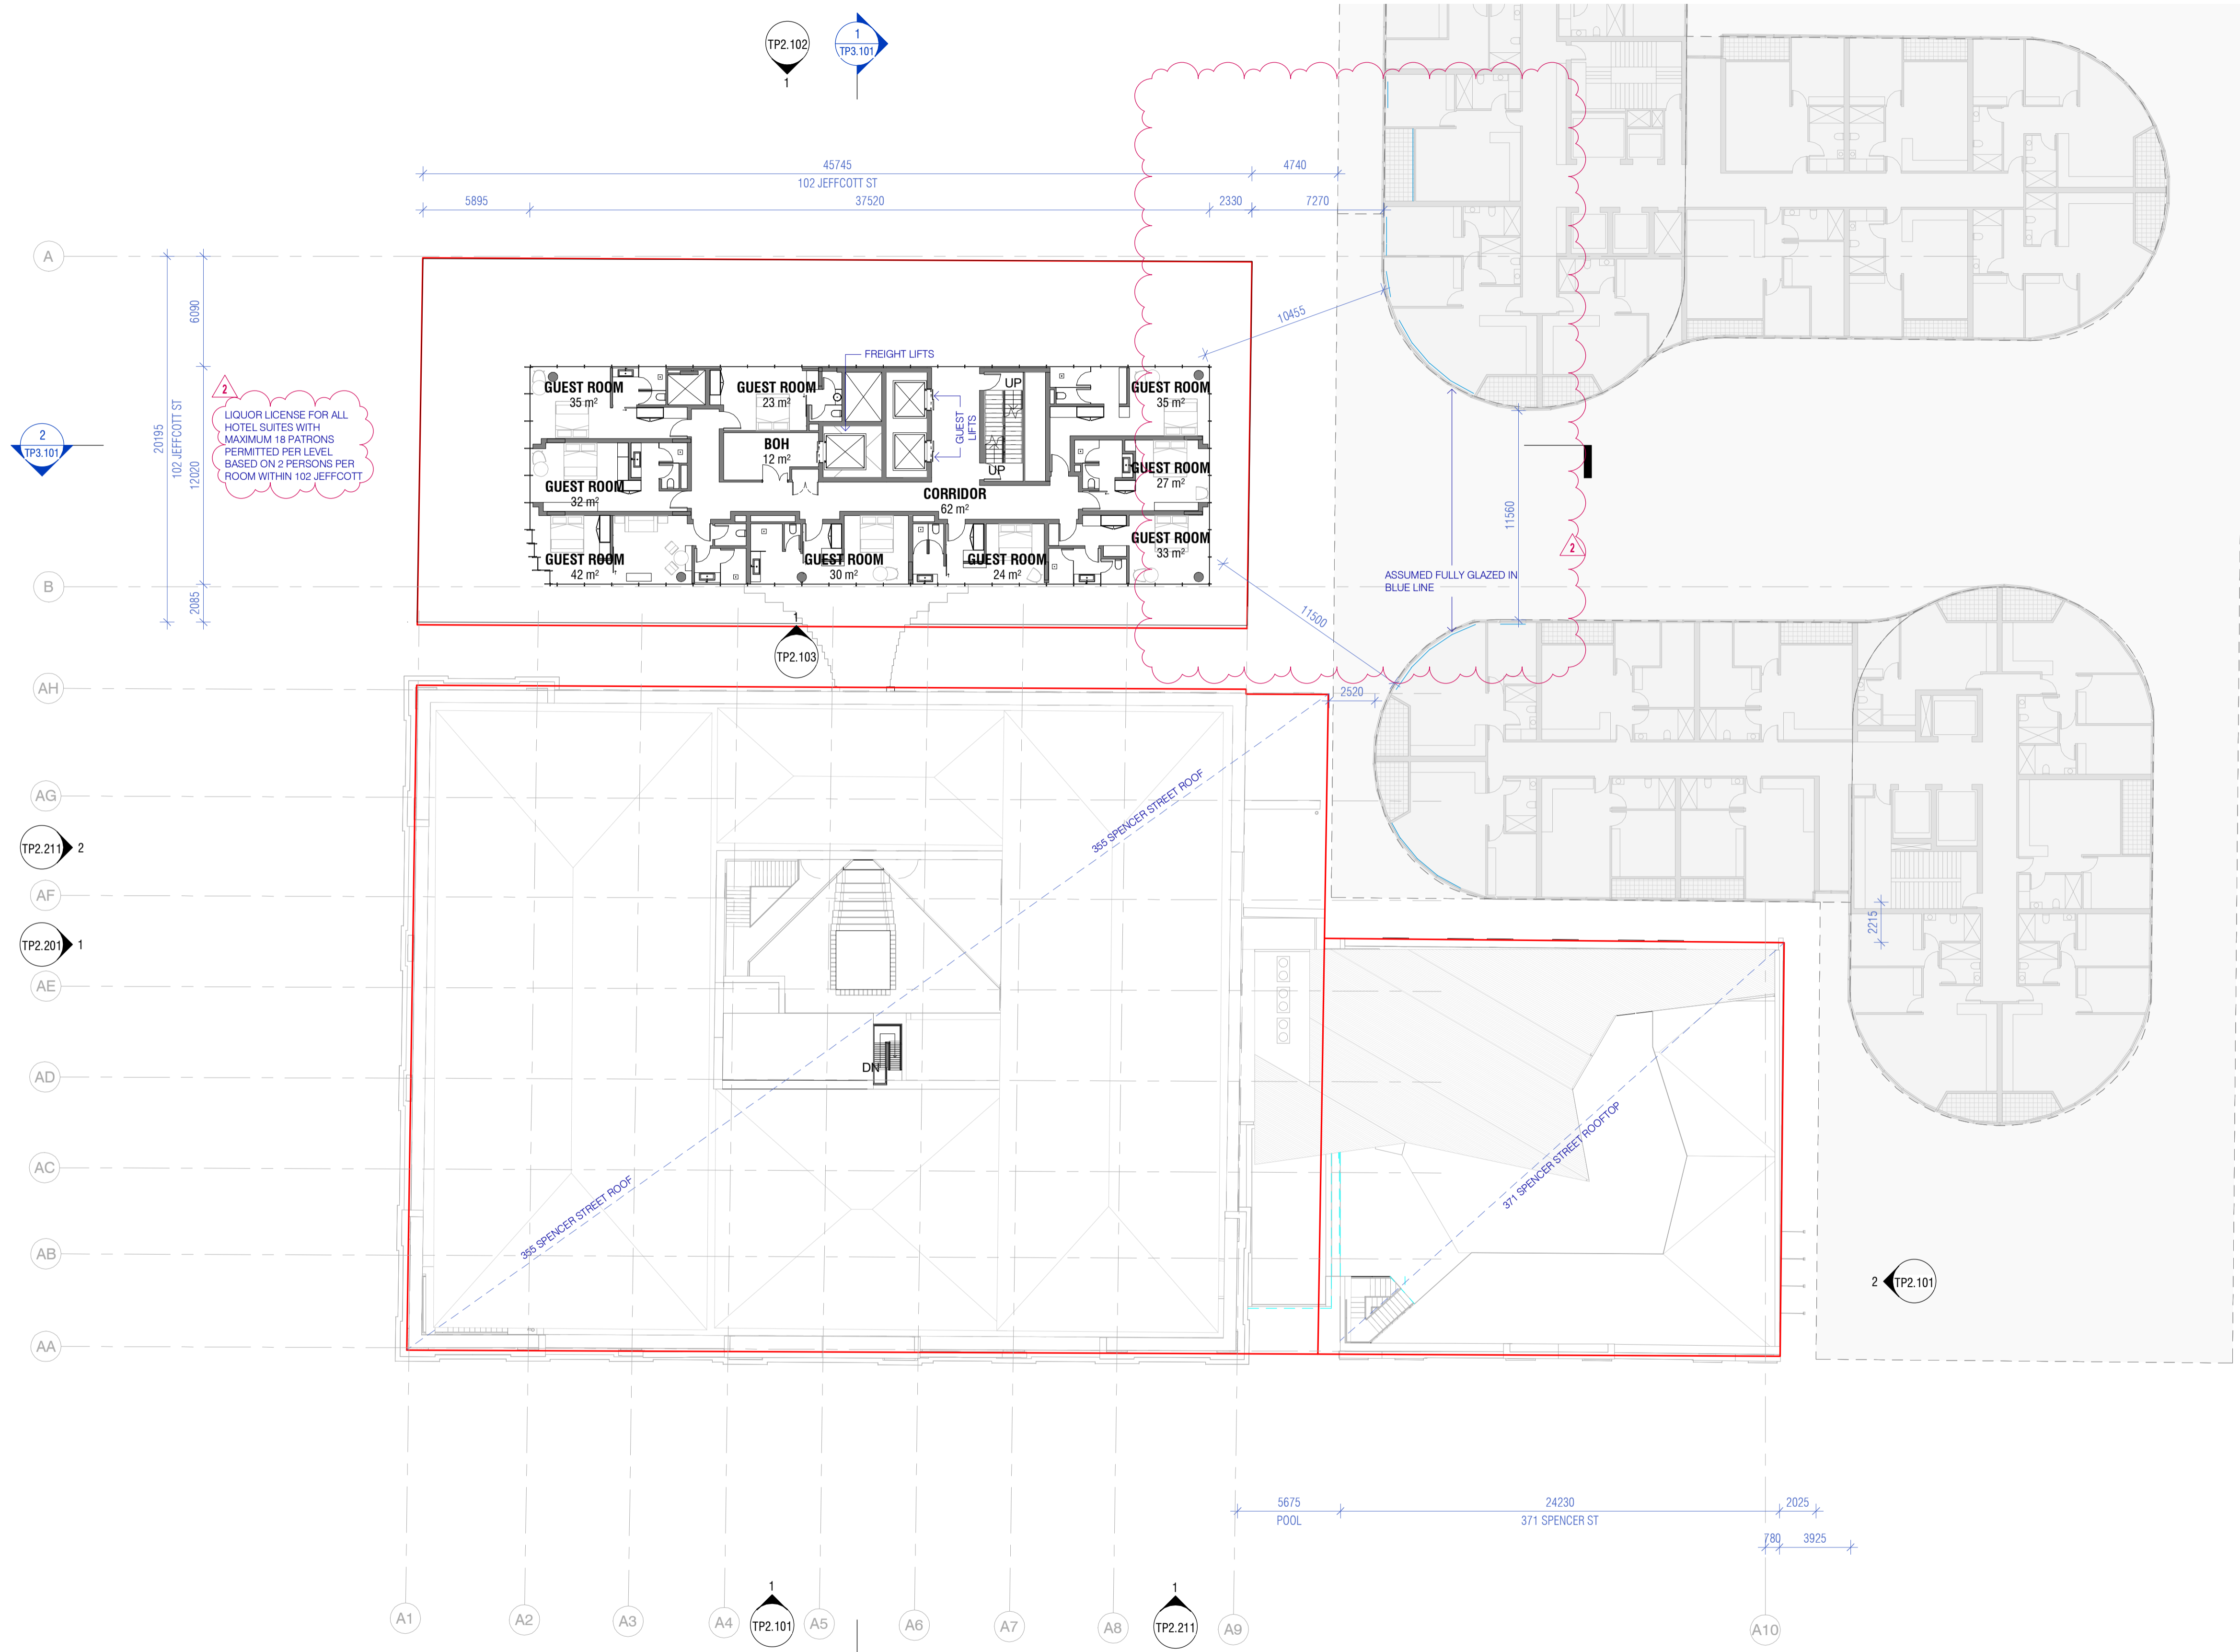 TP2.102
1
1
TP3.101
45745
4740
102 JEFFCOTT ST
5895
37520
2330
7270
A
6090
20195
102 JEFFCOTT ST
12020
2085
10455
FREIGHT LIFTS
2
LIQUOR LICENSE FOR ALL
HOTEL SUITES WITH
MAXIMUM 18 PATRONS
PERMITTED PER LEVEL
BASED ON 2 PERSONS PER
ROOM WITHIN 102 JEFFCOTT
2
TP3.101
GUEST ROOM
35 m²
GUEST ROOM
23 m²
UP
GUEST ROOM
35 m²
GUEST
LIFTS
BOH
12 m²
UP
GUEST ROOM
27 m²
GUEST ROOM
32 m²
CORRIDOR
62 m²
GUEST ROOM
33 m²
GUEST ROOM
42 m²
GUEST ROOM
30 m²
GUEST ROOM
24 m²
11560
2
ASSUMED FULLY GLAZED IN
BLUE LINE
B
11500
1
TP2.103
AH
2520
AG
355 SPENCER STREET ROOF
TP2.211
2
AF
2215
TP2.201
1
AE
AD
DN
371 SPENCER STREET ROOFTOP
AC
355 SPENCER STREET ROOF
AB
2
TP2.101
AA
5675
24230
2025
POOL
371 SPENCER ST
780
3925
1
1
A1
A2
A3
A4
TP2.101
A5
A6
A7
A8
TP2.211
A9
A10